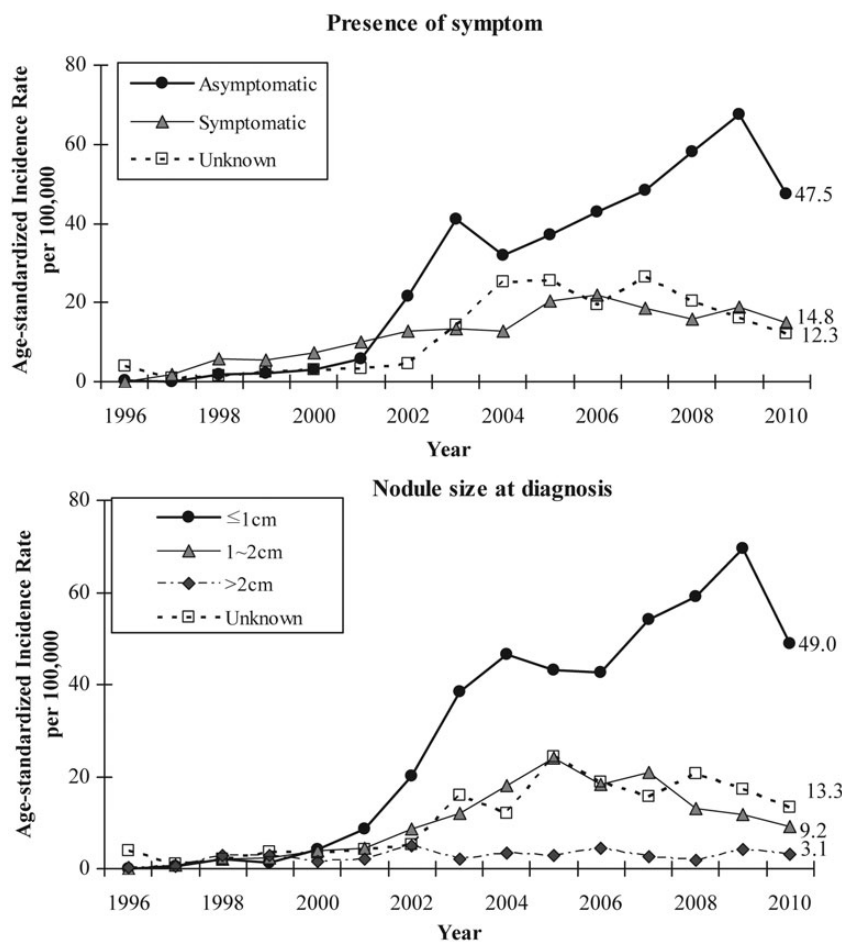 Presence of symptom
80
60
40
20
0
Age-standardized Incidence Rate
per 100,000
Asymptomatic
Symptomatic
Unknown
47.5
14.8
12.3
1996 1998 2000 2002 2004 2006 2008 2010
Year
Nodule size at diagnosis
80
60
40
20
0
Age-standardized Incidence Rate
per 100,000
≤1cm
1~2cm
>2cm
Unknown
49.0
13.3
9.2
3.1
1996 1998 2000 2002 2004 2006 2008 2010
Year